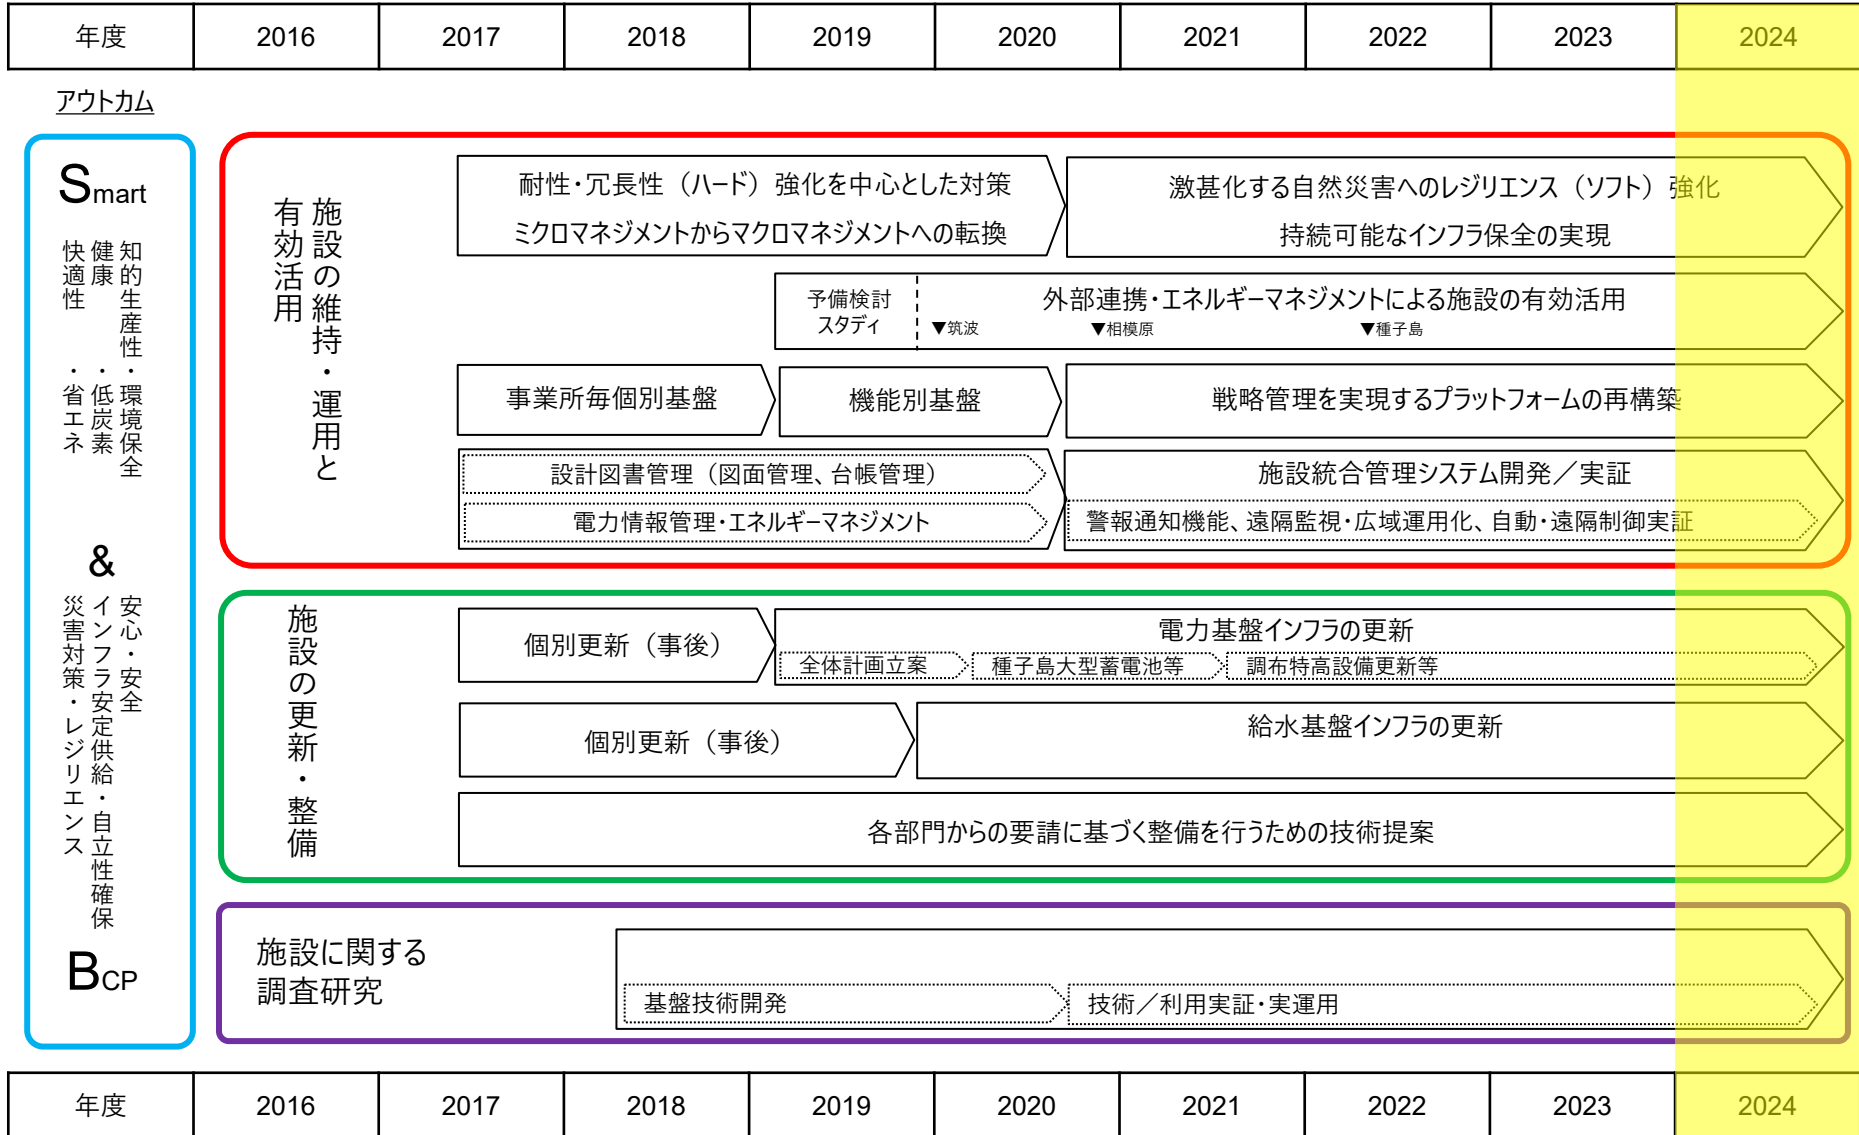 年度 2016 2017 2018 2019 2020 2021 2022 2023 2024
アウトカム
Smart
知的生産性・環境保全
健康・低炭素
快適性・省エネ
&
安心・安全
インフラ安定供給・自立性確保
災害対策・レジリエンス
BCP
施設の維持・運用と
有効活用
耐性・冗長性（ハード）強化を中心とした対策
ミクロマネジメントからマクロマネジメントへの転換
激甚化する自然災害へのレジリエンス（ソフト）強化
持続可能なインフラ保全の実現
予備検討
スタディ
外部連携・エネルギーマネジメントによる施設の有効活用
▼筑波
▼相模原
▼種子島
事業所毎個別基盤
機能別基盤
戦略管理を実現するプラットフォームの再構築
設計図書管理（図面管理、台帳管理）
電力情報管理・エネルギーマネジメント
施設統合管理システム開発／実証
警報通知機能、遠隔監視・広域運用化、自動・遠隔制御実証
施設の更新・整備
個別更新（事後）
電力基盤インフラの更新
全体計画立案
種子島大型蓄電池等
調布特高設備更新等
個別更新（事後）
給水基盤インフラの更新
各部門からの要請に基づく整備を行うための技術提案
施設に関する
調査研究
基盤技術開発
技術／利用実証・実運用
年度 2016 2017 2018 2019 2020 2021 2022 2023 2024